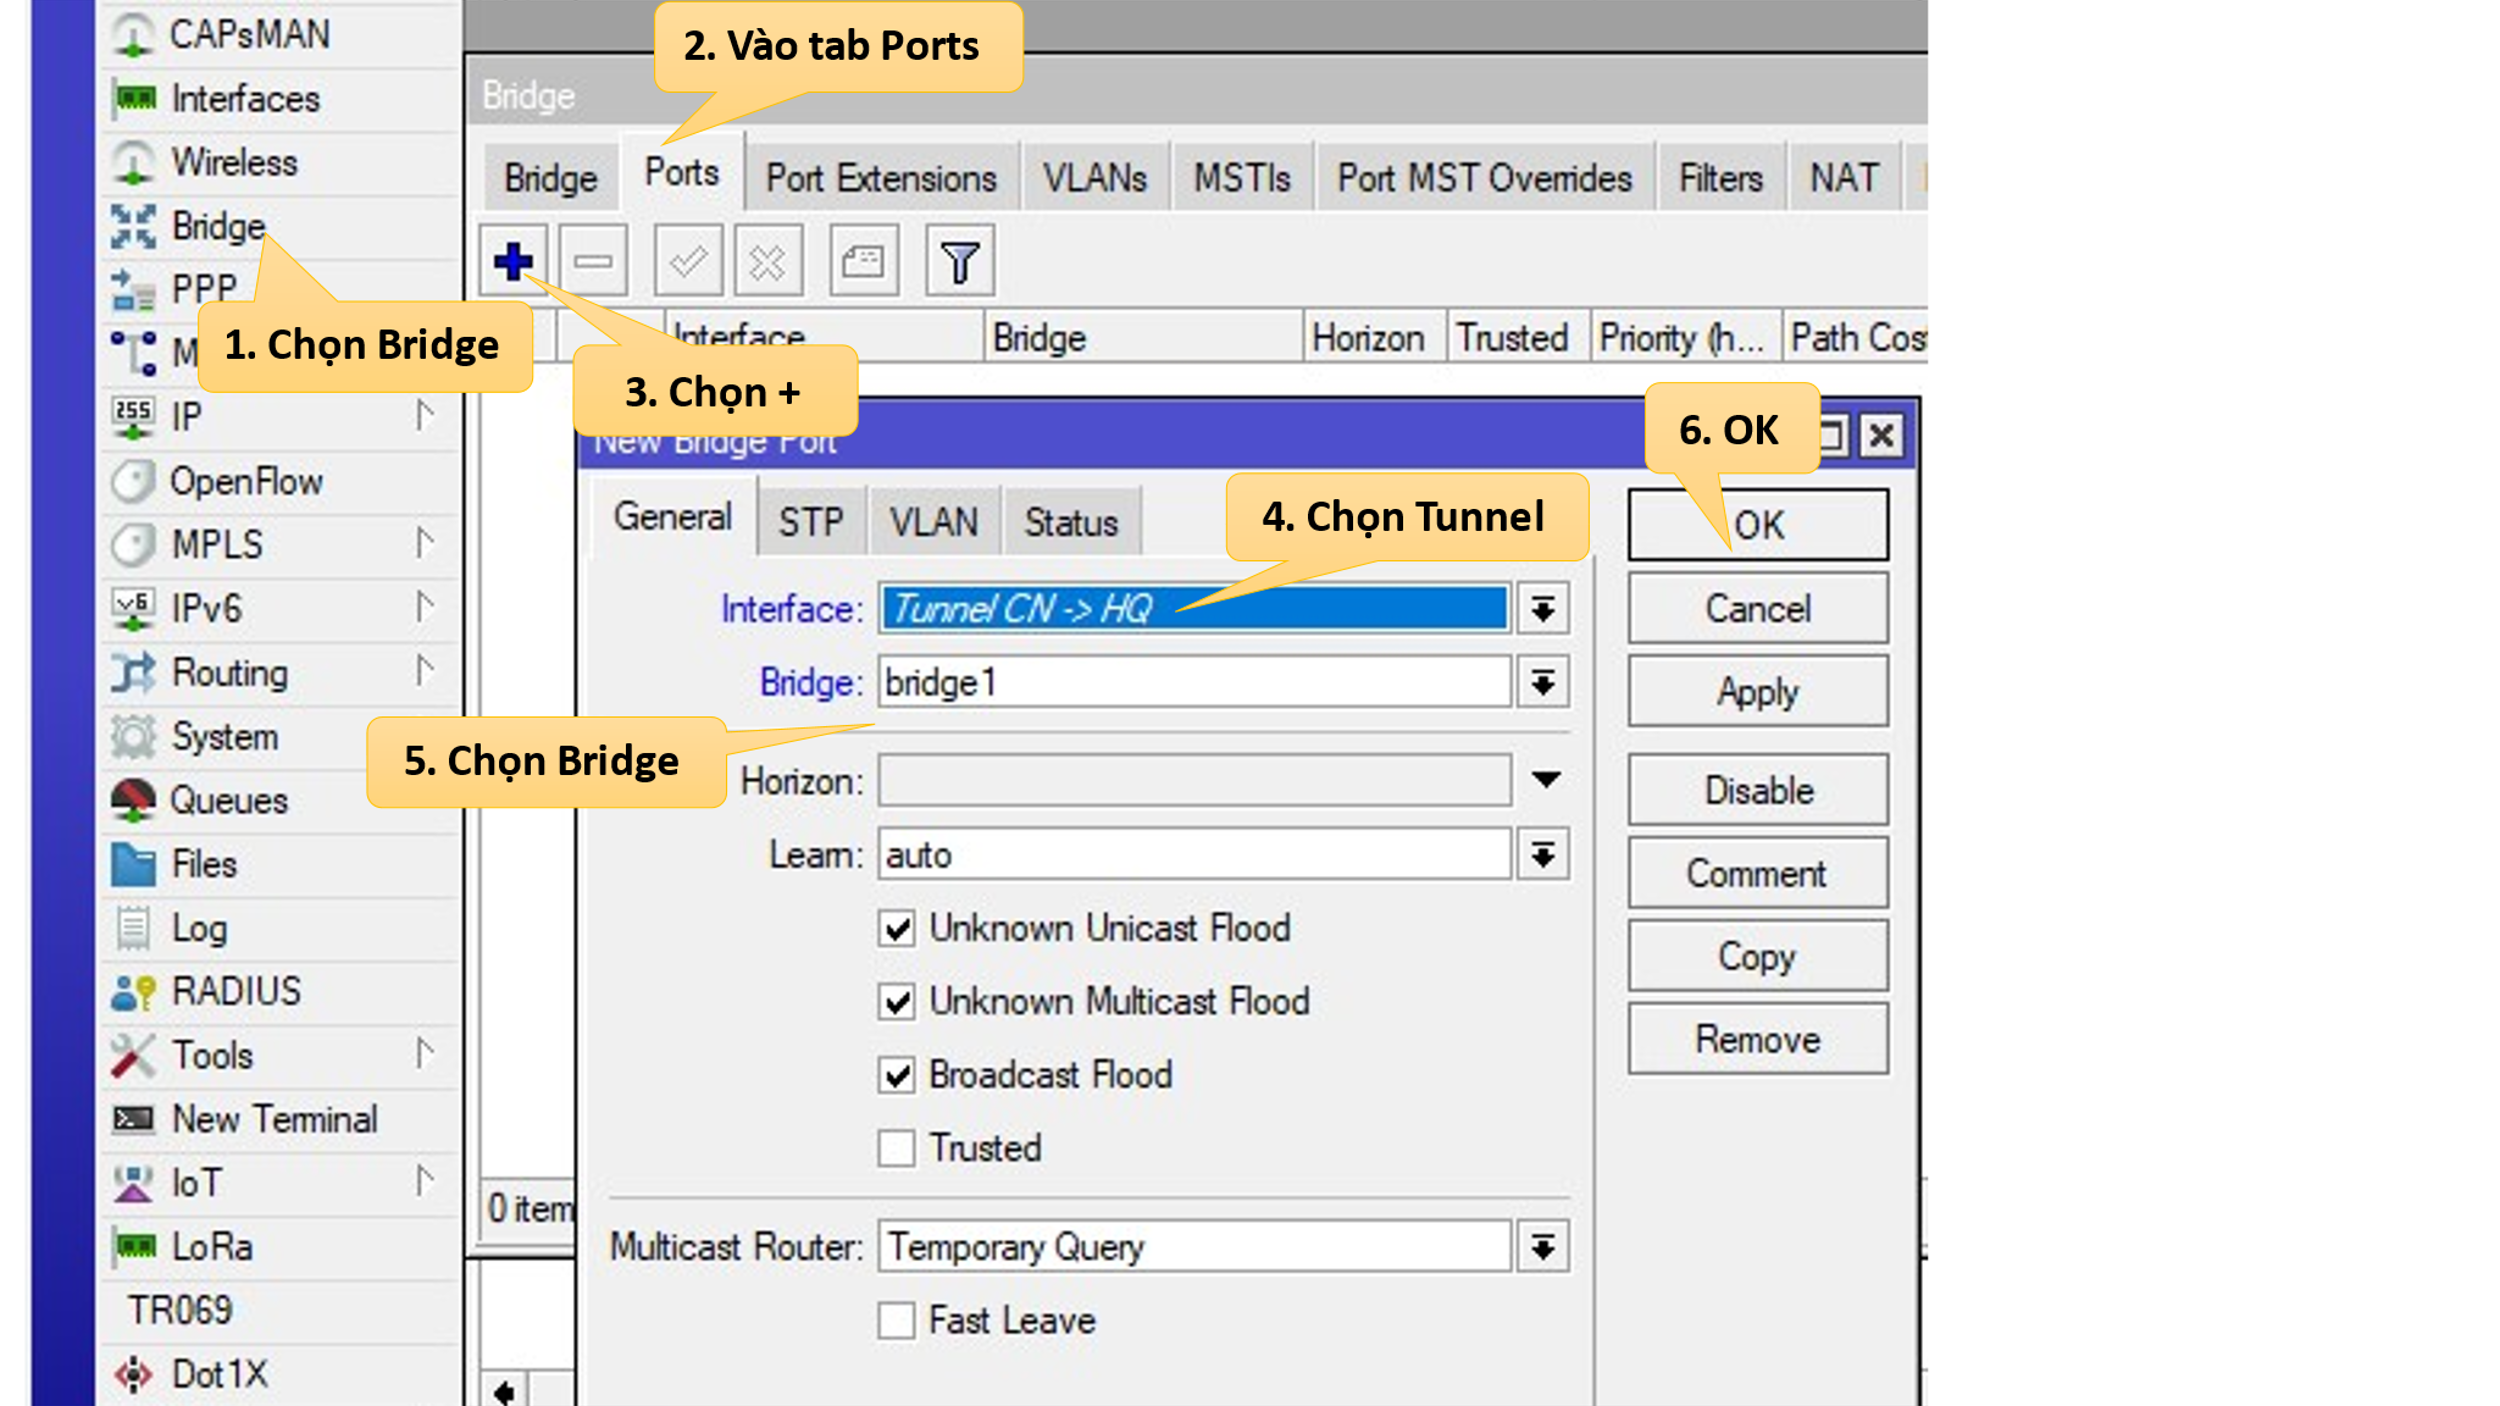 CAPsMAN
Interfaces
Wireless
Bridge
PPP
M
IP
OpenFlow
MPLS
IPv6
Routing
System
Queues
Files
Log
RADIUS
Tools
New Terminal
IoT
LoRa
TR069
Dot1X
255
v6
1. Chọn Bridge
2. Vào tab Ports
Bridge
Bridge Ports Port Extensions VLANs MSTIs Port MST Overrides Filters NAT
3. Chọn +
Interface Bridge Horizon Trusted Priority (h... Path Cos
New Bridge Port
6. OK
General STP VLAN Status
4. Chọn Tunnel
Interface: Tunnel CN -> HQ
Bridge: bridge1
5. Chọn Bridge
Horizon:
Learn: auto
Unknown Unicast Flood
Unknown Multicast Flood
Broadcast Flood
Trusted
Multicast Router: Temporary Query
Fast Leave
OK
Cancel
Apply
Disable
Comment
Copy
Remove
0 item